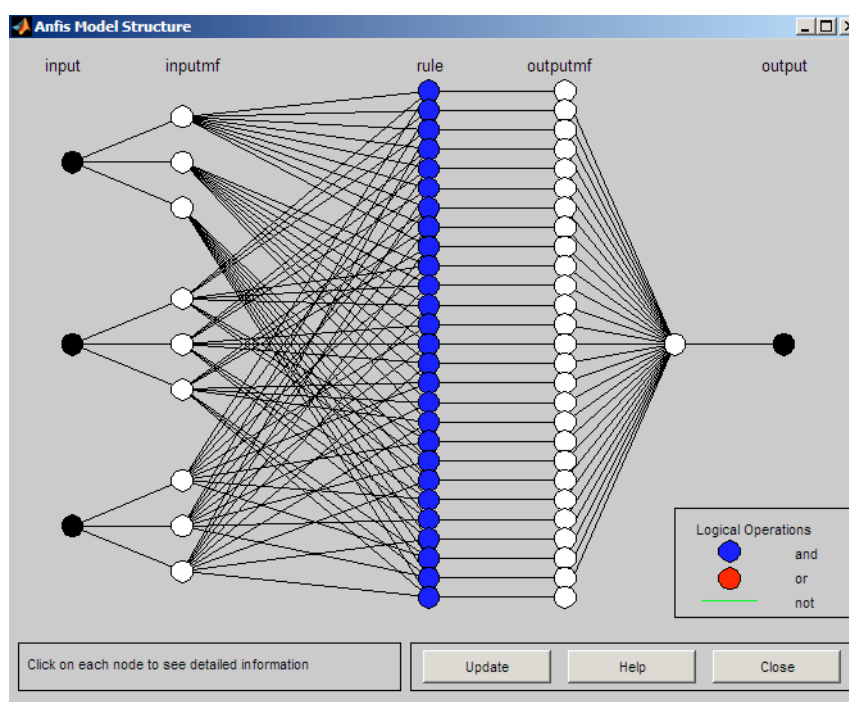 Anfis Model Structure
input inputmf rule outputmf output
Logical Operations
and
or
not
Click on each node to see detailed information
Update Help Close